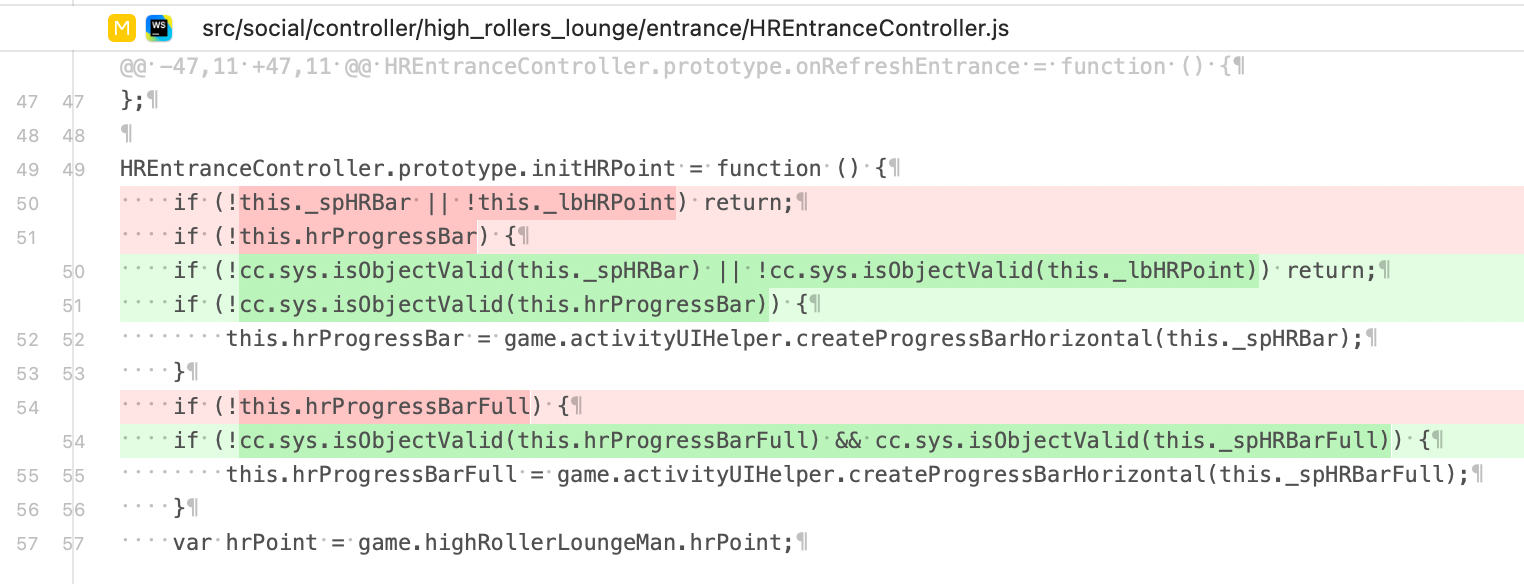 M WS src/social/controller/high_rollers_lounge/entrance/HREntranceController.js
@@·-47,11·+47,11·@@·HREntranceController.prototype.onRefreshEntrance·=·function·()·{¶
47 47 };¶
48 48 ¶
49 49 HREntranceController.prototype.initHRPoint·=·function·()·{¶
50 ····if·(!this._spHRBar·||·!this._lbHRPoint)·return;¶
51 ····if·(!this.hrProgressBar)·{¶
50 ····if·(!cc.sys.isObjectValid(this._spHRBar)·||·!cc.sys.isObjectValid(this._lbHRPoint))·return;¶
51 ····if·(!cc.sys.isObjectValid(this.hrProgressBar))·{¶
52 52 ········this.hrProgressBar·=·game.activityUIHelper.createProgressBarHorizontal(this._spHRBar);¶
53 53 ····}¶
54 ····if·(!this.hrProgressBarFull)·{¶
54 ····if·(!cc.sys.isObjectValid(this.hrProgressBarFull)·&&·cc.sys.isObjectValid(this._spHRBarFull))·{¶
55 55 ········this.hrProgressBarFull·=·game.activityUIHelper.createProgressBarHorizontal(this._spHRBarFull);¶
56 56 ····}¶
57 57 ····var·hrPoint·=·game.highRollerLoungeMan.hrPoint;¶